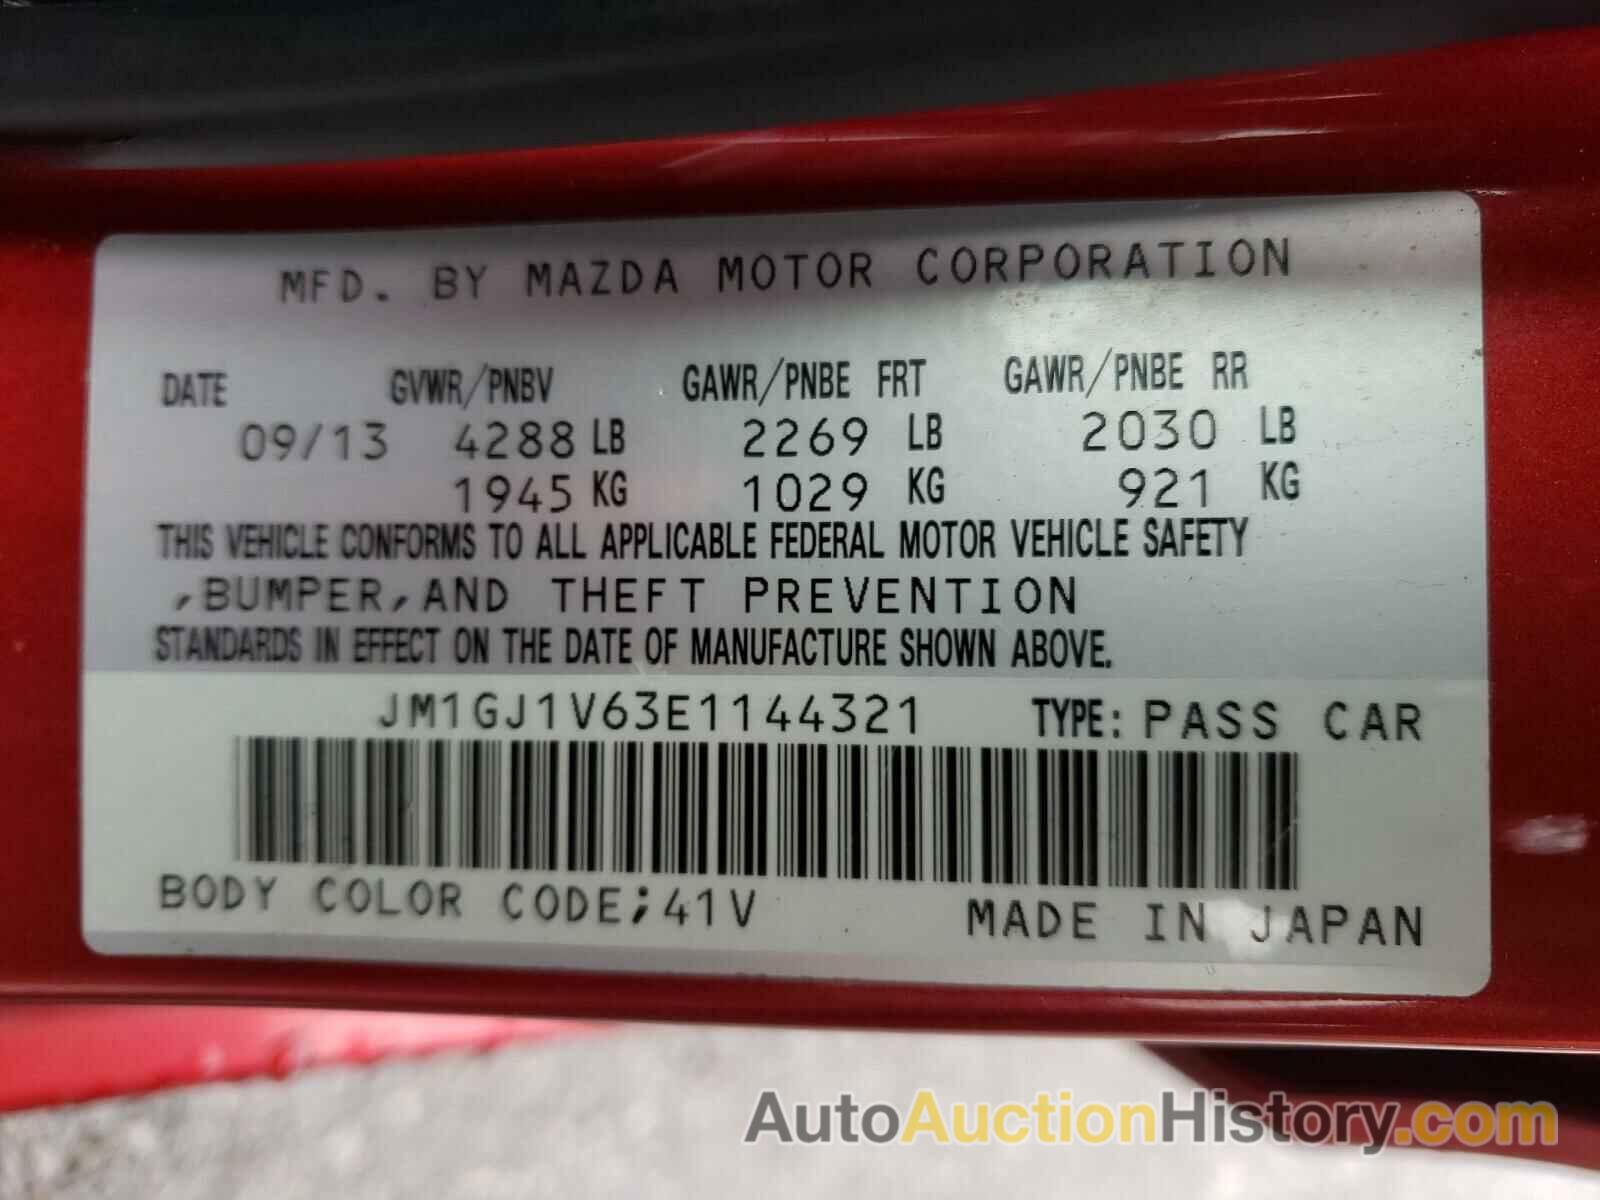 MFD. BY MAZDA MOTOR CORPORATION
DATE GVWR/PNBV GAWR/PNBE FRT GAWR/PNBE RR
09/13 4288 LB 2269 LB 2030 LB
1945 KG 1029 KG 921 KG
THIS VEHICLE CONFORMS TO ALL APPLICABLE FEDERAL MOTOR VEHICLE SAFETY
,BUMPER,AND THEFT PREVENTION
STANDARDS IN EFFECT ON THE DATE OF MANUFACTURE SHOWN ABOVE.
JM1GJ1V63E1144321 TYPE: PASS CAR
BODY COLOR CODE;41V MADE IN JAPAN
AutoAuctionHistory.com